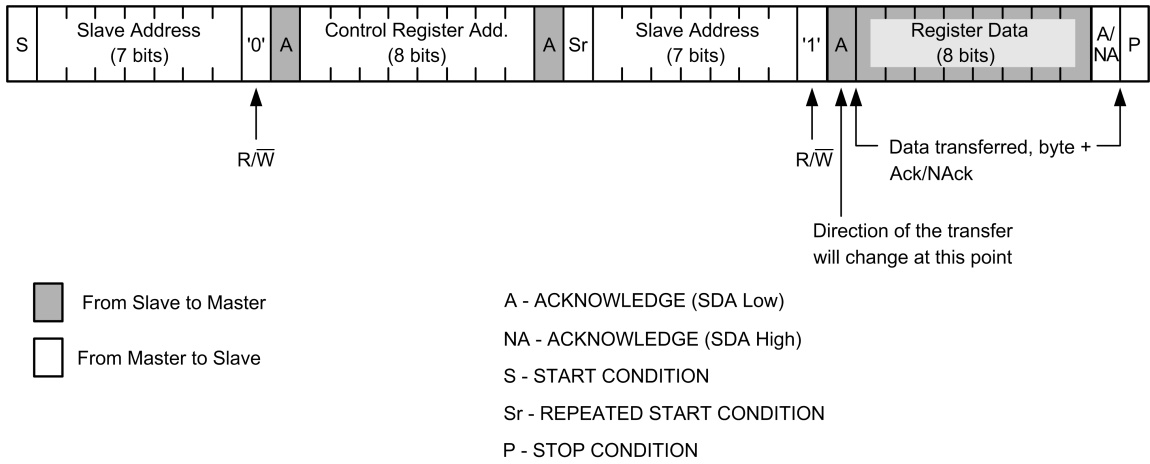 S
Slave Address
(7 bits)
'0'
A
Control Register Add.
(8 bits)
A
Sr
Slave Address
(7 bits)
'1'
A
Register Data
(8 bits)
A/
NA
P
R/W̅
R/W̅
Data transferred, byte +
Ack/NAck
Direction of the transfer
will change at this point
From Slave to Master
From Master to Slave
A - ACKNOWLEDGE (SDA Low)
NA - ACKNOWLEDGE (SDA High)
S - START CONDITION
Sr - REPEATED START CONDITION
P - STOP CONDITION